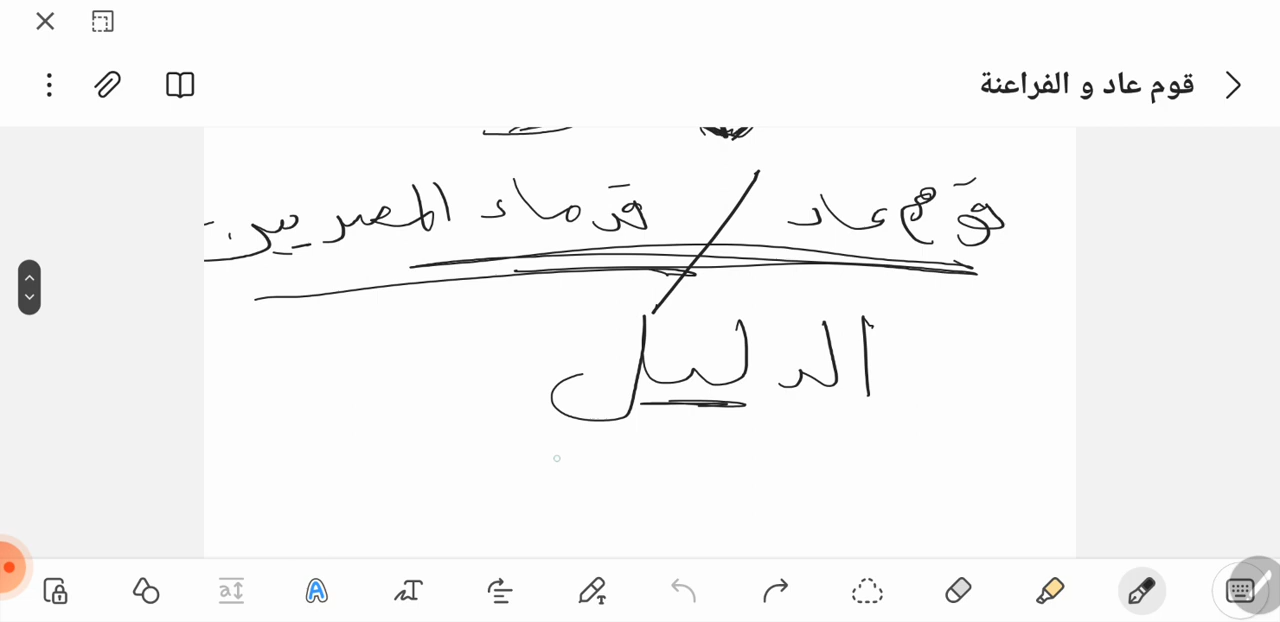 قوم عاد و الفراعنة
قوم عاد / قدماء المصريين
الدليل